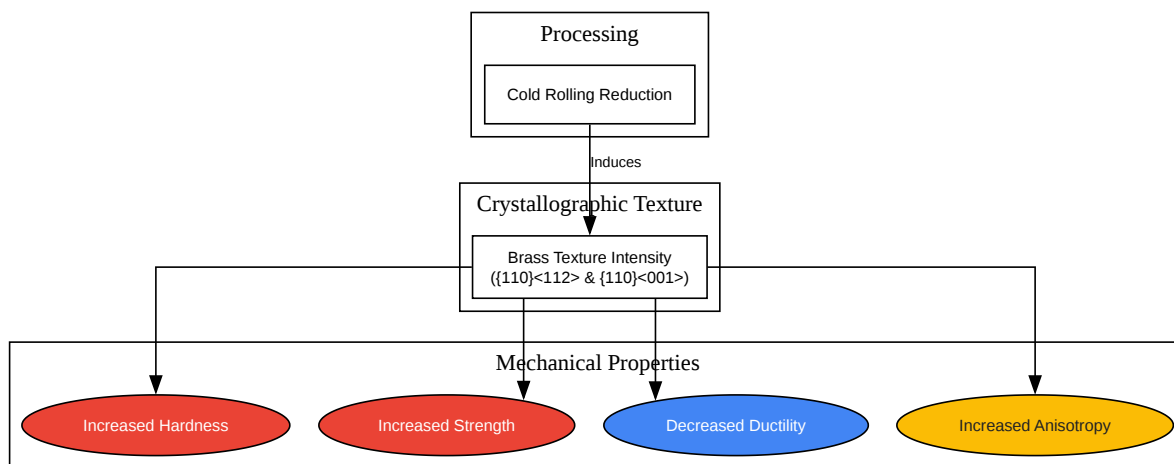 Processing
Cold Rolling Reduction
Induces
Crystallographic Texture
Brass Texture Intensity
({110}<112> & {110}<001>)
Mechanical Properties
Increased Hardness
Increased Strength
Decreased Ductility
Increased Anisotropy